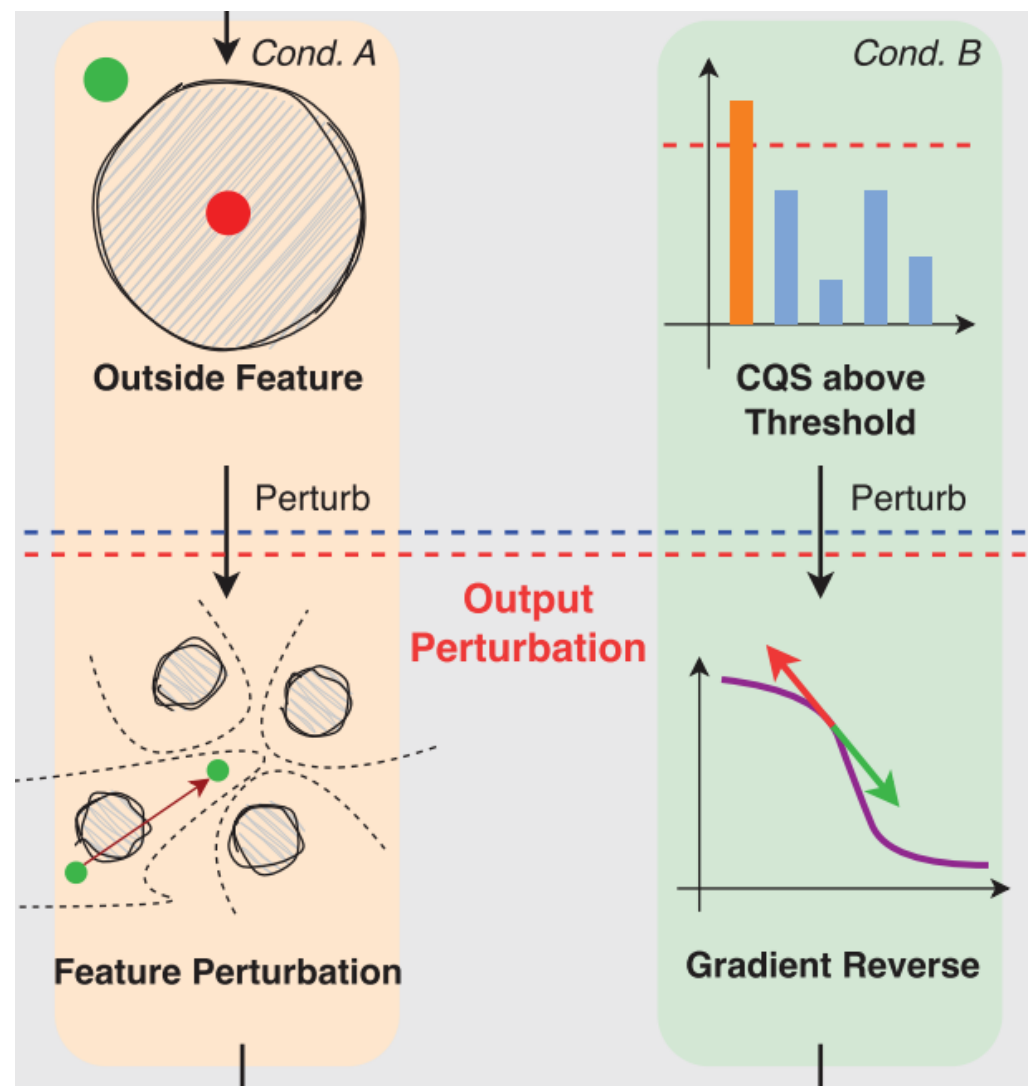 Cond. A
Outside Feature
Perturb
Feature Perturbation
Cond. B
CQS above
Threshold
Perturb
Output
Perturbation
Gradient Reverse